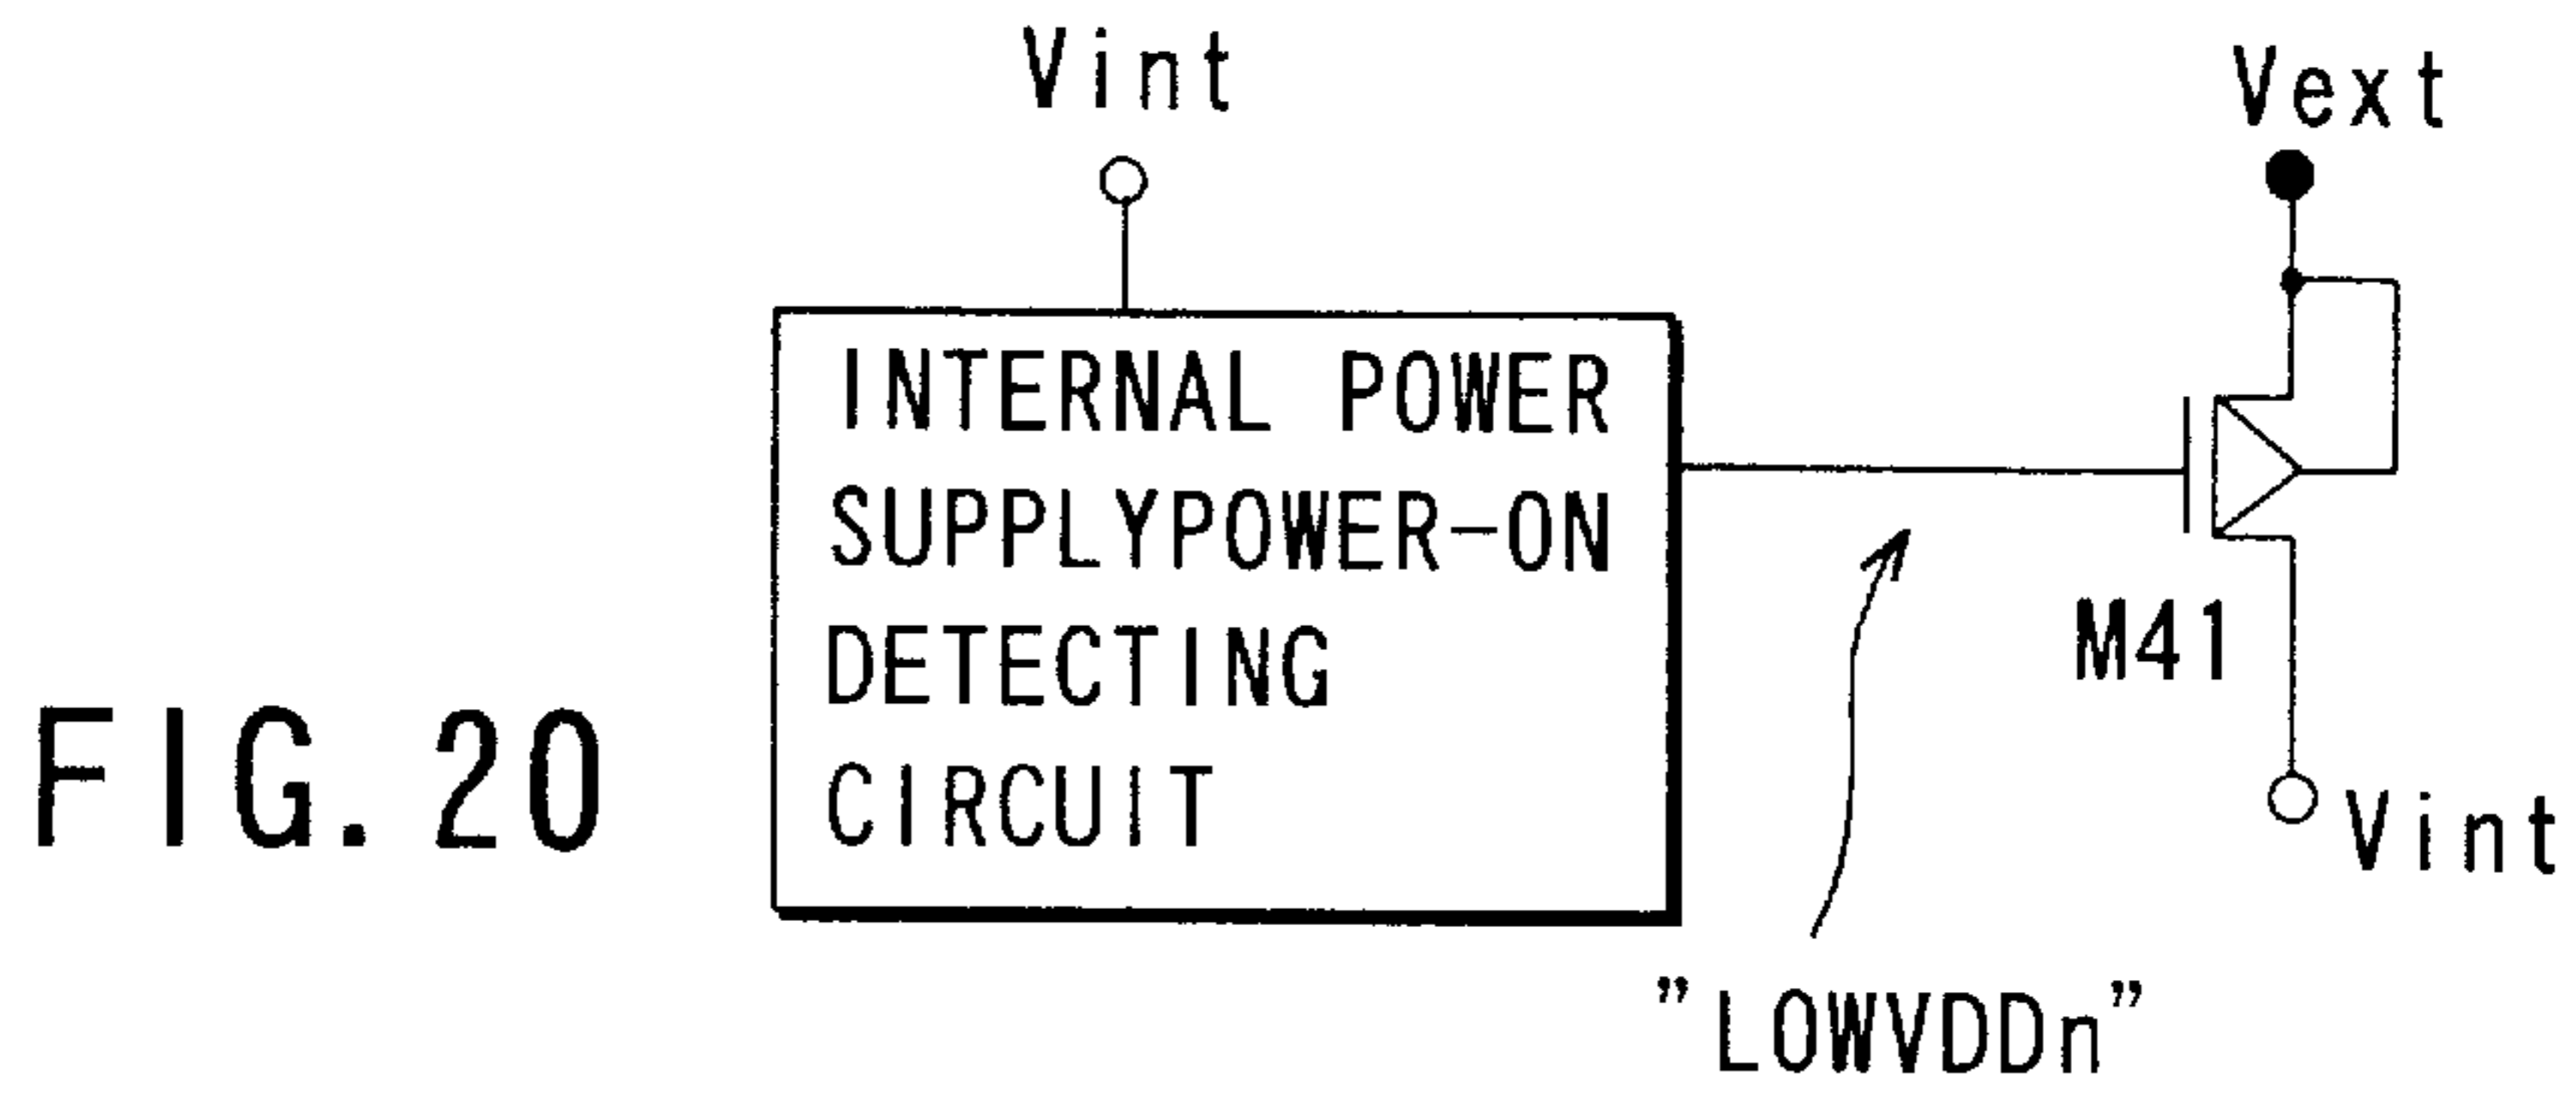 Vint
Vext
INTERNAL POWER
SUPPLYPOWER-ON
DETECTING
CIRCUIT
M41
FIG.20
Vint
"LOWVDDn"